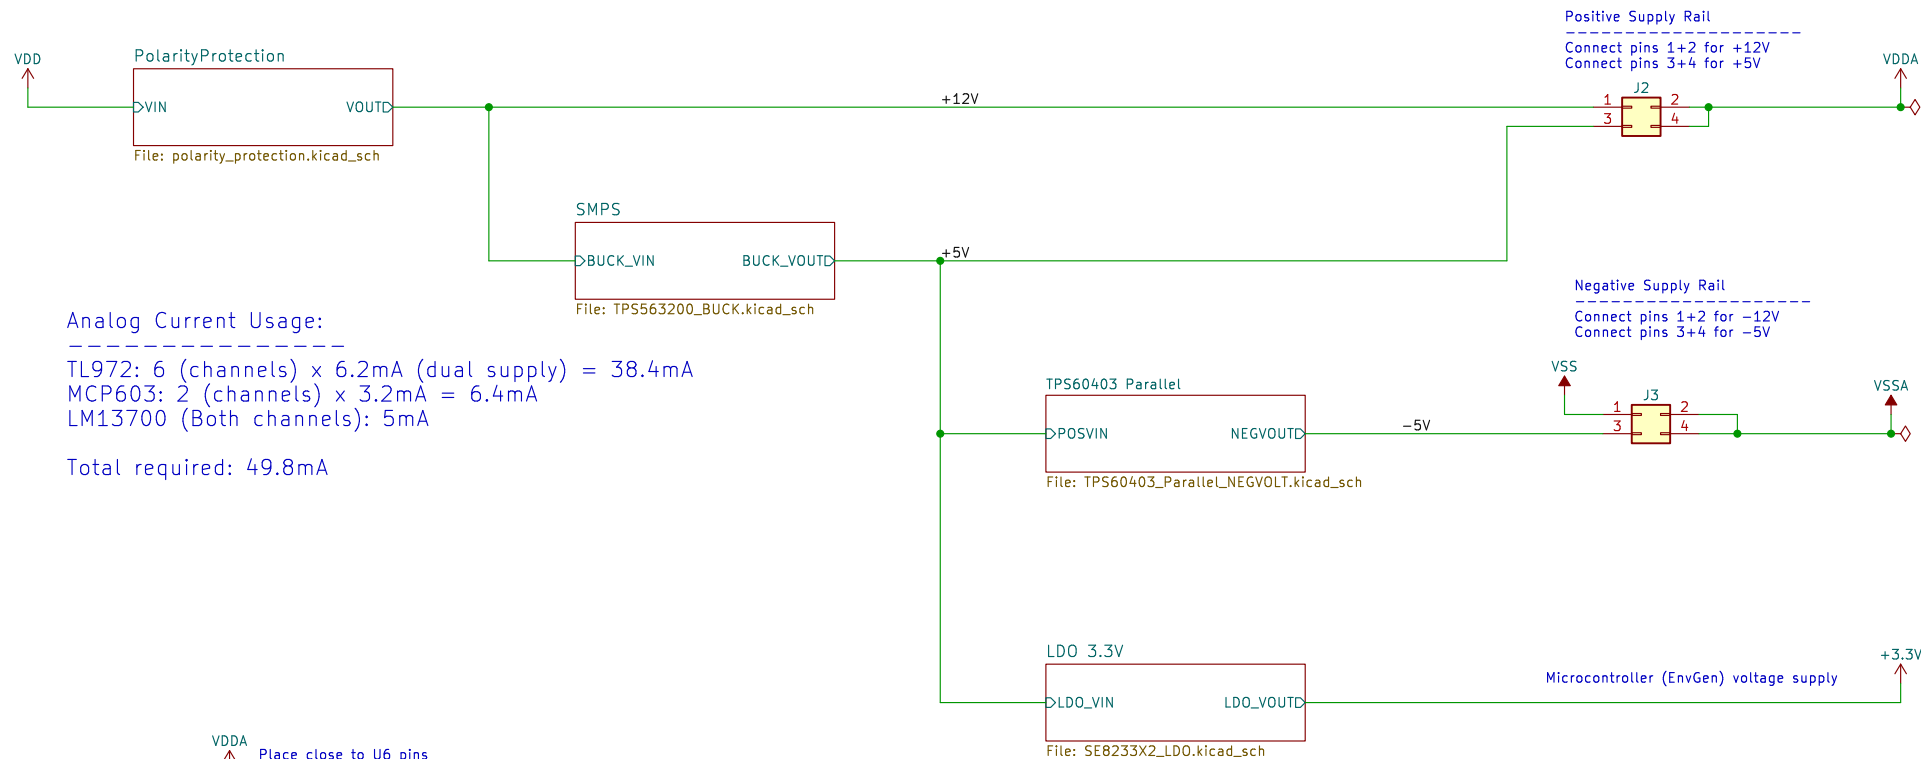 Positive Supply Rail
--------------------
Connect pins 1+2 for +12V
Connect pins 3+4 for +5V
VDD
PolarityProtection
VIN
VOUT
File: polarity_protection.kicad_sch
+12V
J2
1
2
3
4
VDDA
SMPS
BUCK_VIN
BUCK_VOUT
File: TPS563200_BUCK.kicad_sch
+5V
Negative Supply Rail
--------------------
Connect pins 1+2 for -12V
Connect pins 3+4 for -5V
Analog Current Usage:
---------------
TL972: 6 (channels) x 6.2mA (dual supply) = 38.4mA
MCP603: 2 (channels) x 3.2mA = 6.4mA
LM13700 (Both channels): 5mA
Total required: 49.8mA
VSS
TPS60403 Parallel
POSVIN
NEGVOUT
File: TPS60403_Parallel_NEGVOLT.kicad_sch
-5V
J3
1
2
3
4
VSSA
LDO 3.3V
LDO_VIN
LDO_VOUT
File: SE8233X2_LDO.kicad_sch
Microcontroller (EnvGen) voltage supply
+3.3V
VDDA
Place close to U6 pins